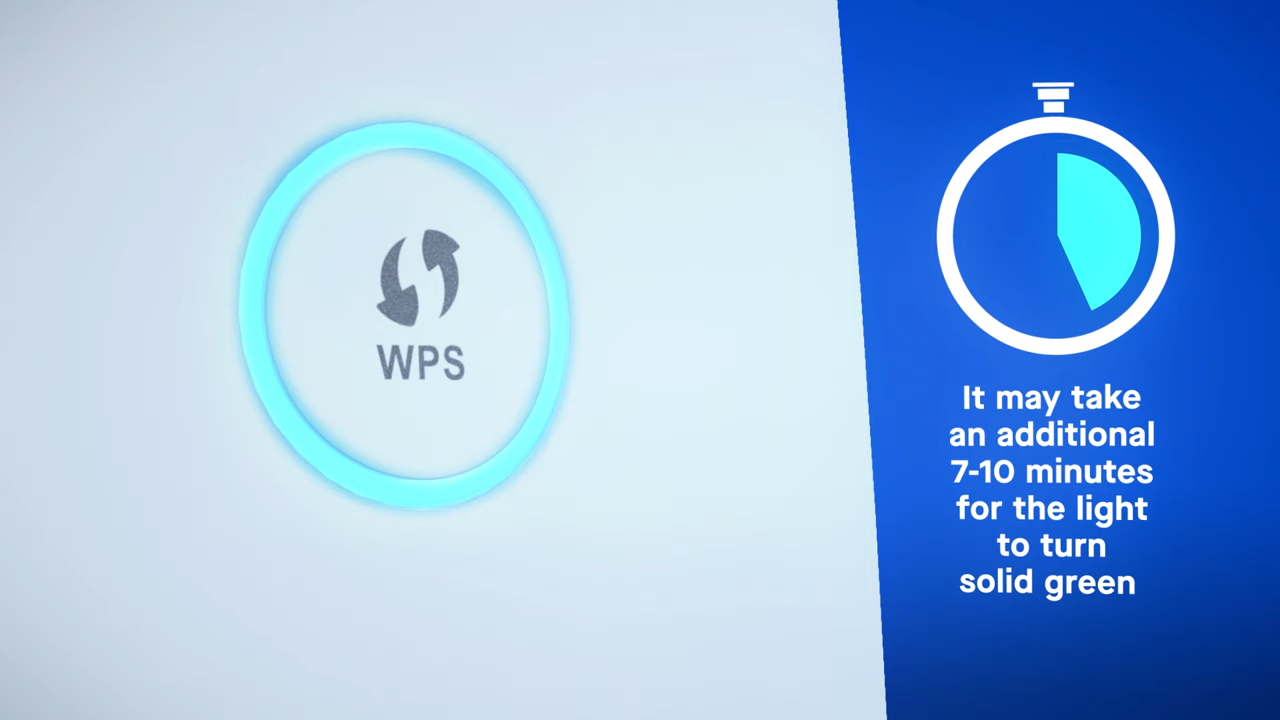 WPS
It may take
an additional
7-10 minutes
for the light
to turn
solid green